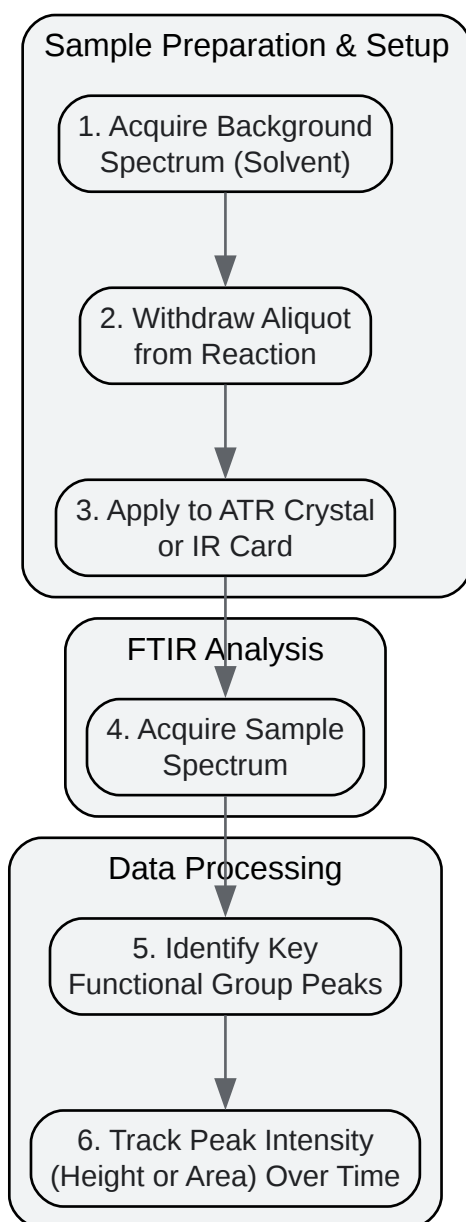 Sample Preparation & Setup
1. Acquire Background
Spectrum (Solvent)
2. Withdraw Aliquot
from Reaction
3. Apply to ATR Crystal
or IR Card
FTIR Analysis
4. Acquire Sample
Spectrum
Data Processing
5. Identify Key
Functional Group Peaks
6. Track Peak Intensity
(Height or Area) Over Time